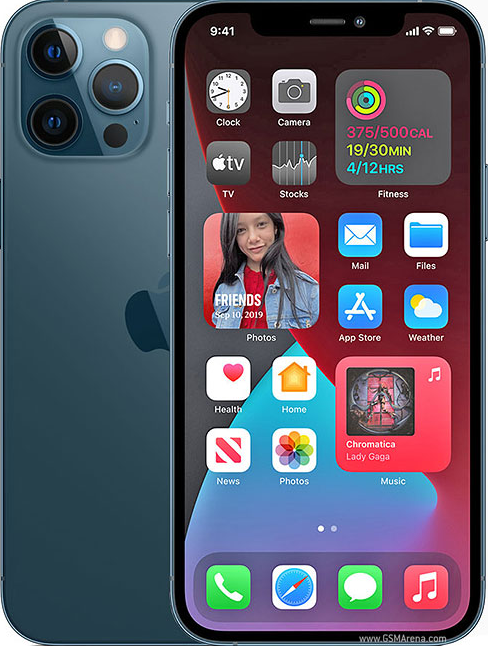 9:41
Clock
Camera
375/500CAL
19/30MIN
4/12HRS
tv
TV
Stocks
Fitness
FRIENDS
Sep 10, 2019
Photos
Mail
Files
App Store
Weather
Health
Home
Chromatica
Lady Gaga
News
Photos
Music
www.GSMArena.com